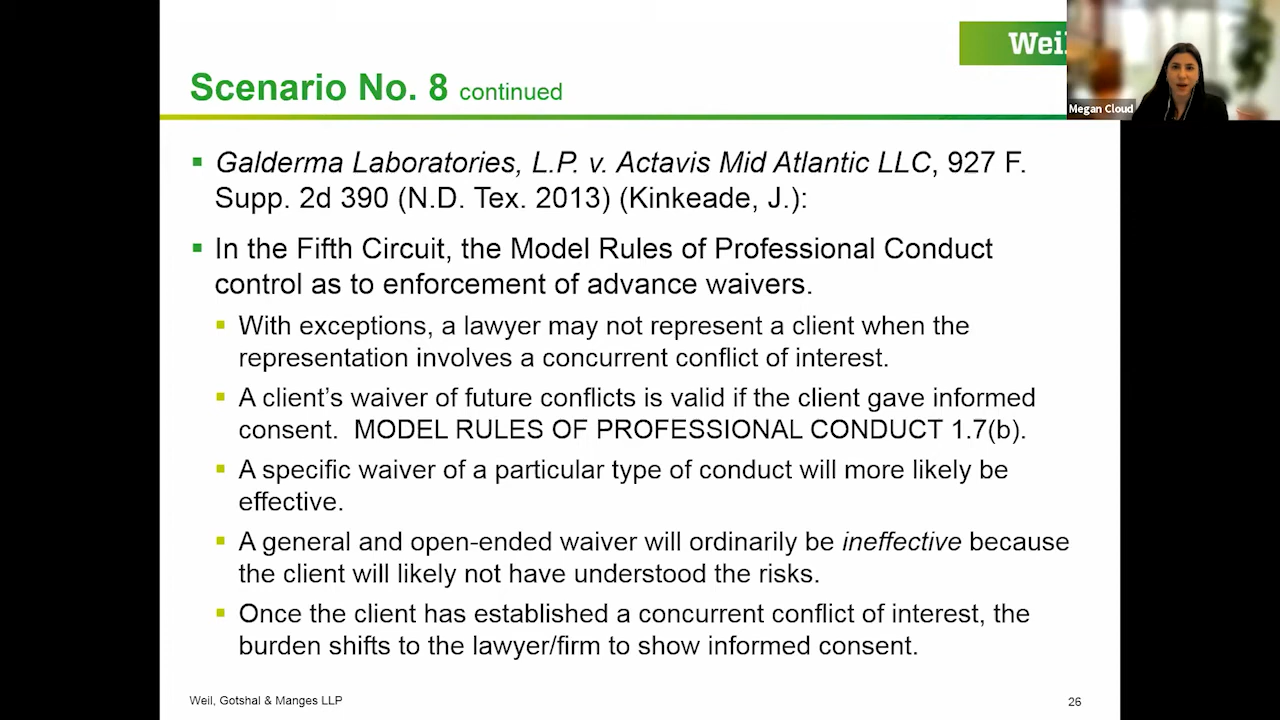 Weil
Megan Cloud
Scenario No. 8 continued
Galderma Laboratories, L.P. v. Actavis Mid Atlantic LLC, 927 F.
Supp. 2d 390 (N.D. Tex. 2013) (Kinkeade, J.):
In the Fifth Circuit, the Model Rules of Professional Conduct
control as to enforcement of advance waivers.
With exceptions, a lawyer may not represent a client when the
representation involves a concurrent conflict of interest.
A client's waiver of future conflicts is valid if the client gave informed
consent. MODEL RULES OF PROFESSIONAL CONDUCT 1.7(b).
A specific waiver of a particular type of conduct will more likely be
effective.
A general and open-ended waiver will ordinarily be ineffective because
the client will likely not have understood the risks.
Once the client has established a concurrent conflict of interest, the
burden shifts to the lawyer/firm to show informed consent.
Weil, Gotshal & Manges LLP
26